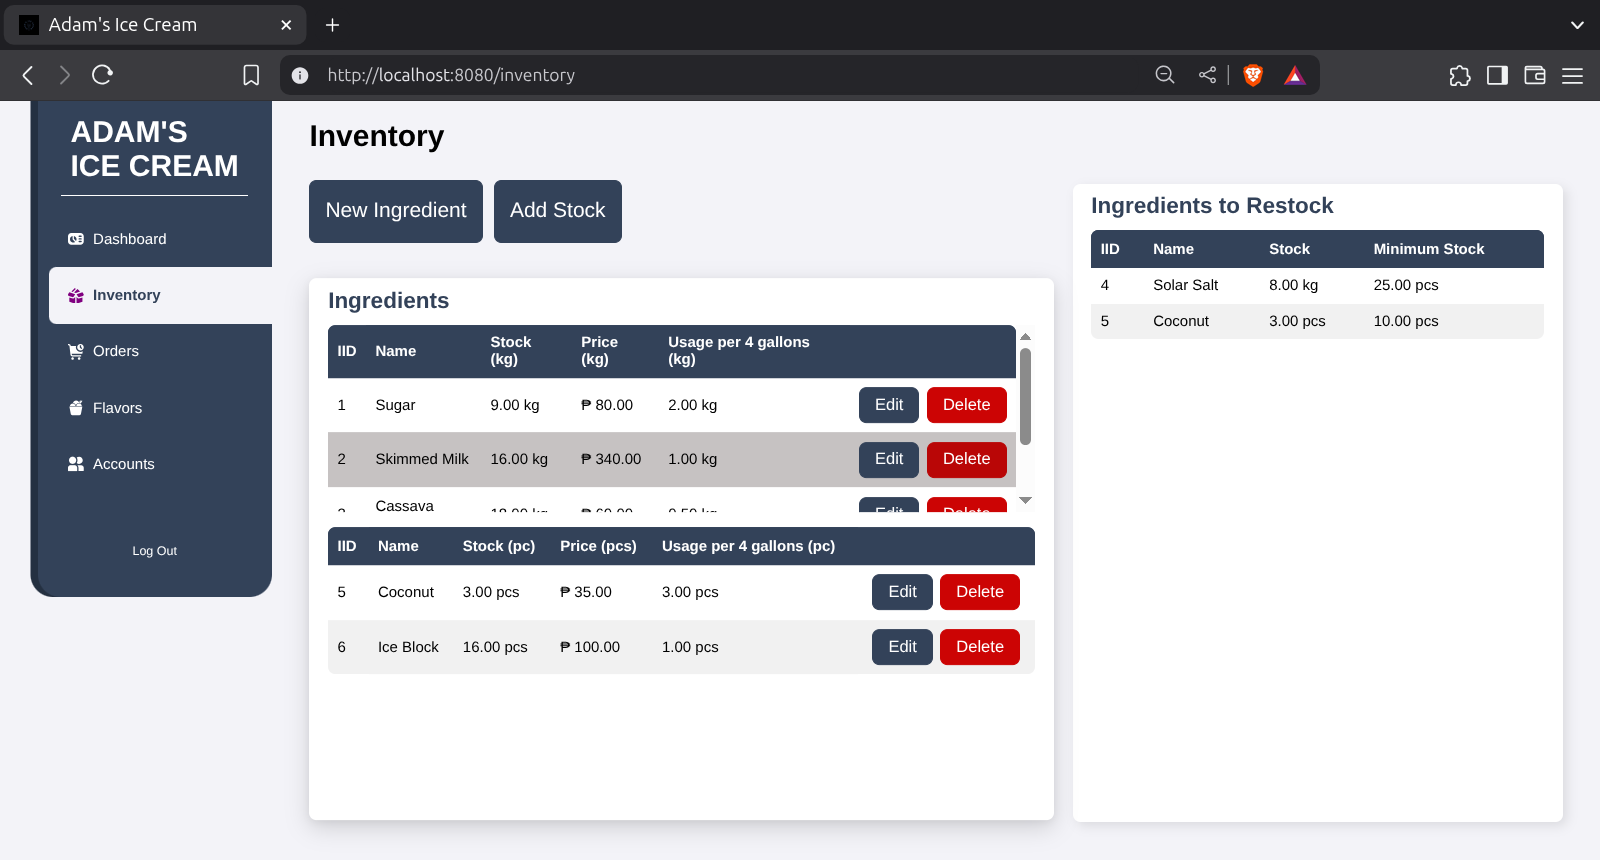 Adam's Ice Cream
http://localhost:8080/inventory
ADAM'S
ICE CREAM
Dashboard
Inventory
Orders
Flavors
Accounts
Log Out
Inventory
New Ingredient Add Stock
Ingredients
IID Name Stock (kg) Price (kg) Usage per 4 gallons (kg)
1 Sugar 9.00 kg ₱ 80.00 2.00 kg Edit Delete
2 Skimmed Milk 16.00 kg ₱ 340.00 1.00 kg Edit Delete
Cassava Edit Delete
IID Name Stock (pc) Price (pcs) Usage per 4 gallons (pc)
5 Coconut 3.00 pcs ₱ 35.00 3.00 pcs Edit Delete
6 Ice Block 16.00 pcs ₱ 100.00 1.00 pcs Edit Delete
Ingredients to Restock
IID Name Stock Minimum Stock
4 Solar Salt 8.00 kg 25.00 pcs
5 Coconut 3.00 pcs 10.00 pcs